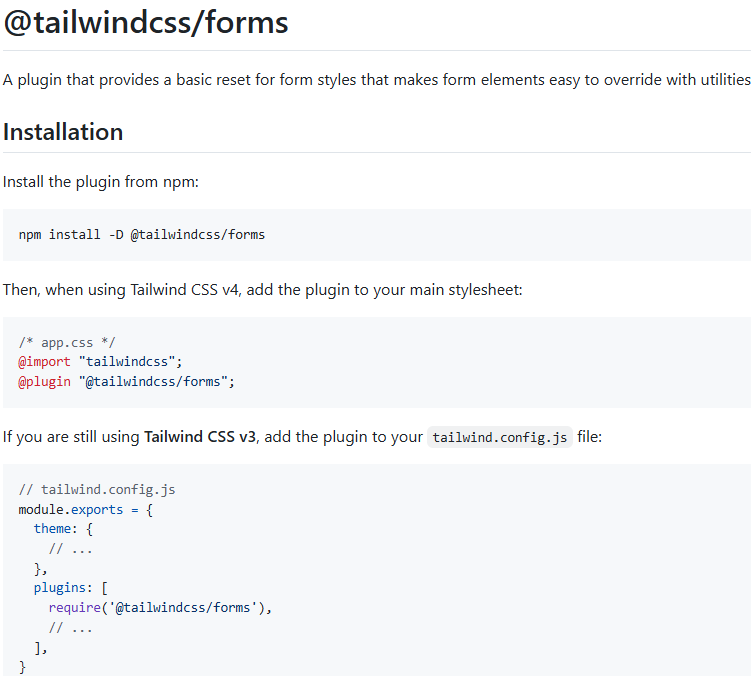 @tailwindcss/forms
A plugin that provides a basic reset for form styles that makes form elements easy to override with utilities
Installation
Install the plugin from npm:
npm install -D @tailwindcss/forms
Then, when using Tailwind CSS v4, add the plugin to your main stylesheet:
/* app.css */
@import "tailwindcss";
@plugin "@tailwindcss/forms";
If you are still using Tailwind CSS v3, add the plugin to your tailwind.config.js file:
// tailwind.config.js
module.exports = {
  theme: {
    // ...
  },
  plugins: [
    require('@tailwindcss/forms'),
    // ...
  ],
}